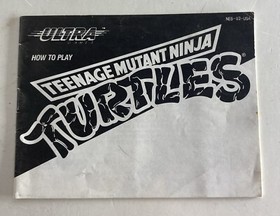 ULTRA
HOW TO PLAY
TEENAGE MUTANT NINJA
TURTLES®